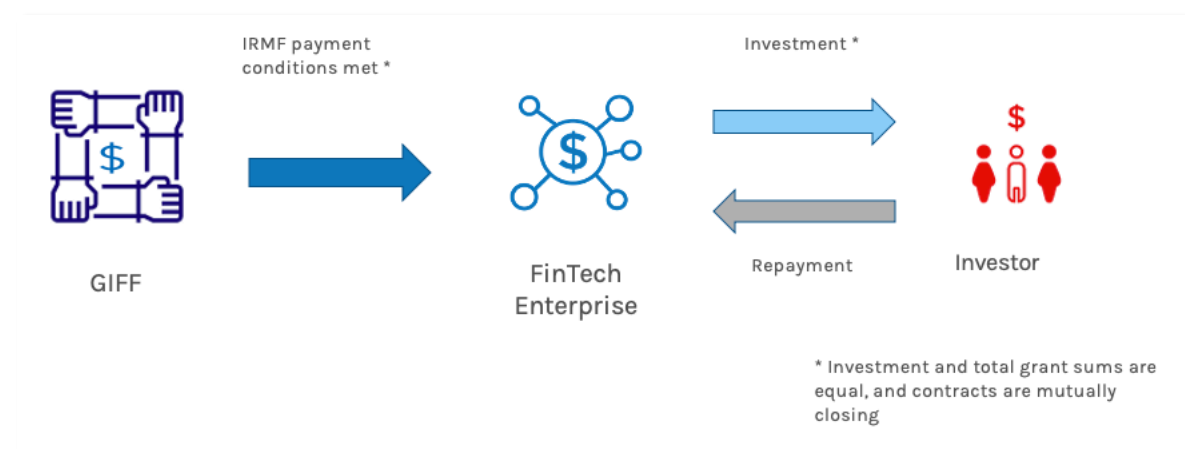 IRMF payment
conditions met *
Investment *
$
$
$
GIFF
FinTech
Enterprise
Repayment
Investor
* Investment and total grant sums are
equal, and contracts are mutually
closing